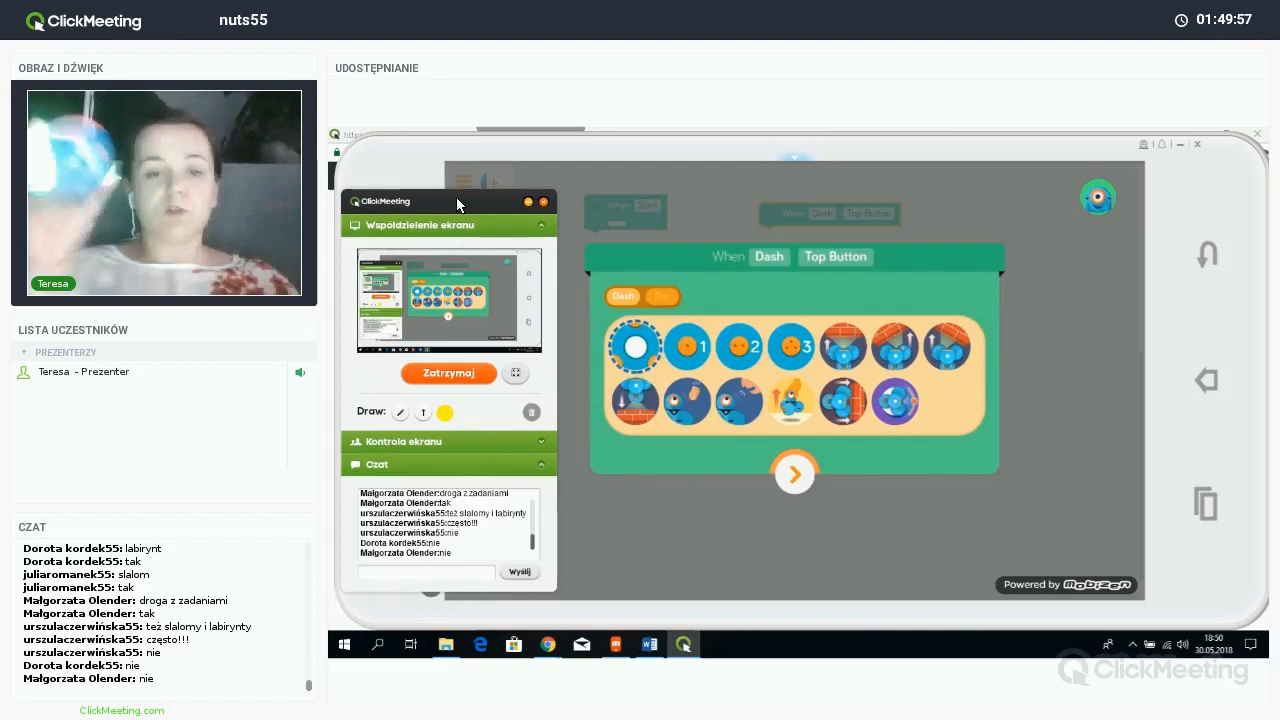 ClickMeeting
nuts55
01:49:57
OBRAZ I DŹWIĘK
Teresa
LISTA UCZESTNIKÓW
PREZENTERZY
Teresa - Prezenter
CZAT
Dorota kordek55: labirynt
Dorota kordek55: tak
juliaromanek55: slalom
juliaromanek55: tak
Małgorzata Olender: droga z zadaniami
Małgorzata Olender: tak
urszulaczerwińska55: też slalomy i labirynty
urszulaczerwińska55: często!!!
urszulaczerwińska55: nie
Dorota kordek55: nie
Małgorzata Olender: nie
ClickMeeting.com
UDOSTĘPNIANIE
ClickMeeting
Współdzielenie ekranu
Zatrzymaj
Draw:
Kontrola ekranu
Czat
Małgorzata Olender:droga z zadaniami
Małgorzata Olender:tak
urszulaczerwińska55:też slalomy i labirynty
urszulaczerwińska55:często!!!
urszulaczerwińska55:nie
Dorota kordek55:nie
Małgorzata Olender:nie
Wyślij
When Start
When Dash Top Button
When Dash Top Button
Dash Dot
1 2 3
Powered by mobizen
18:50
30.05.2018
ClickMeeting